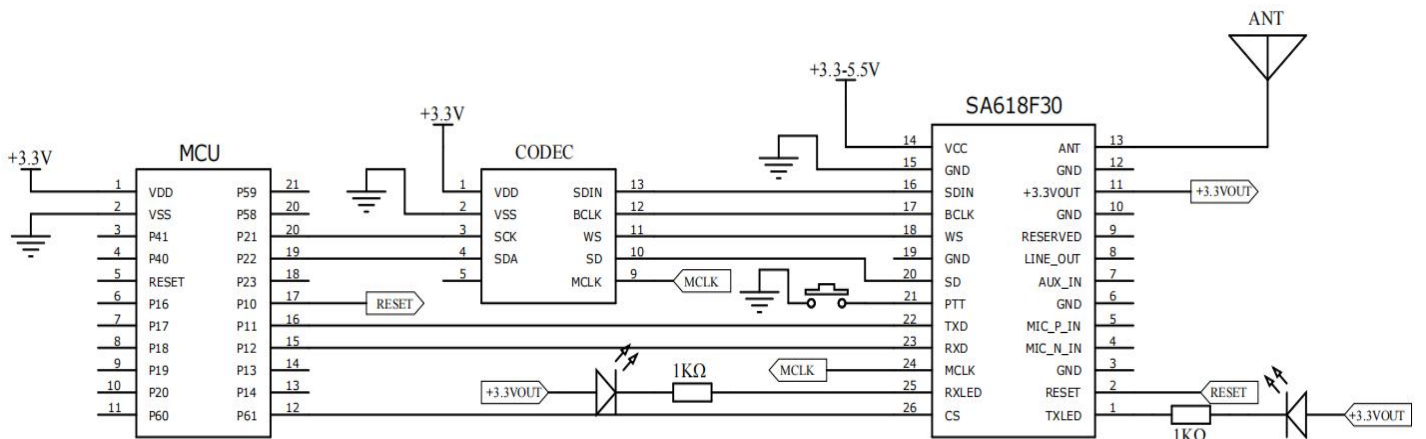 ANT
+3.3-5.5V
SA618F30
+3.3V
CODEC
+3.3V
MCU
14 VCC ANT 13
15 GND GND 12
1 VDD P59 21
1 VDD SDIN 13
16 SDIN +3.3VOUT 11 +3.3VOUT
2 VSS P58 20
2 VSS BCLK 12
17 BCLK GND 10
3 P41 P21 20
3 SCK WS 11
18 WS RESERVED 9
4 P40 P22 19
4 SDA SD 10
19 GND LINE_OUT 8
5 RESET P23 18
5 MCLK 9 MCLK
20 SD AUX_IN 7
6 P16 P10 17 RESET
21 PTT GND 6
7 P17 P11 16
22 TXD MIC_P_IN 5
8 P18 P12 15
23 RXD MIC_N_IN 4
9 P19 P13 14
1KΩ
MCLK 24 MCLK GND 3
10 P20 P14 13
+3.3VOUT
25 RXLED RESET 2 RESET
11 P60 P61 12
26 CS TXLED 1
+3.3VOUT
1KΩ